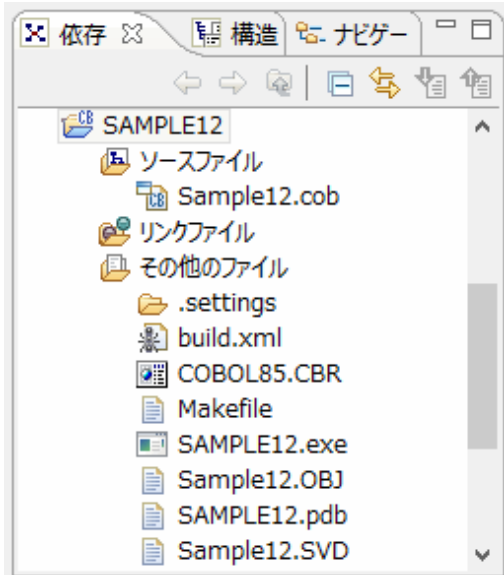 依存 構造 ナビゲー
SAMPLE12
ソースファイル
Sample12.cob
リンクファイル
その他のファイル
.settings
build.xml
COBOL85.CBR
Makefile
SAMPLE12.exe
Sample12.OBJ
SAMPLE12.pdb
Sample12.SVD